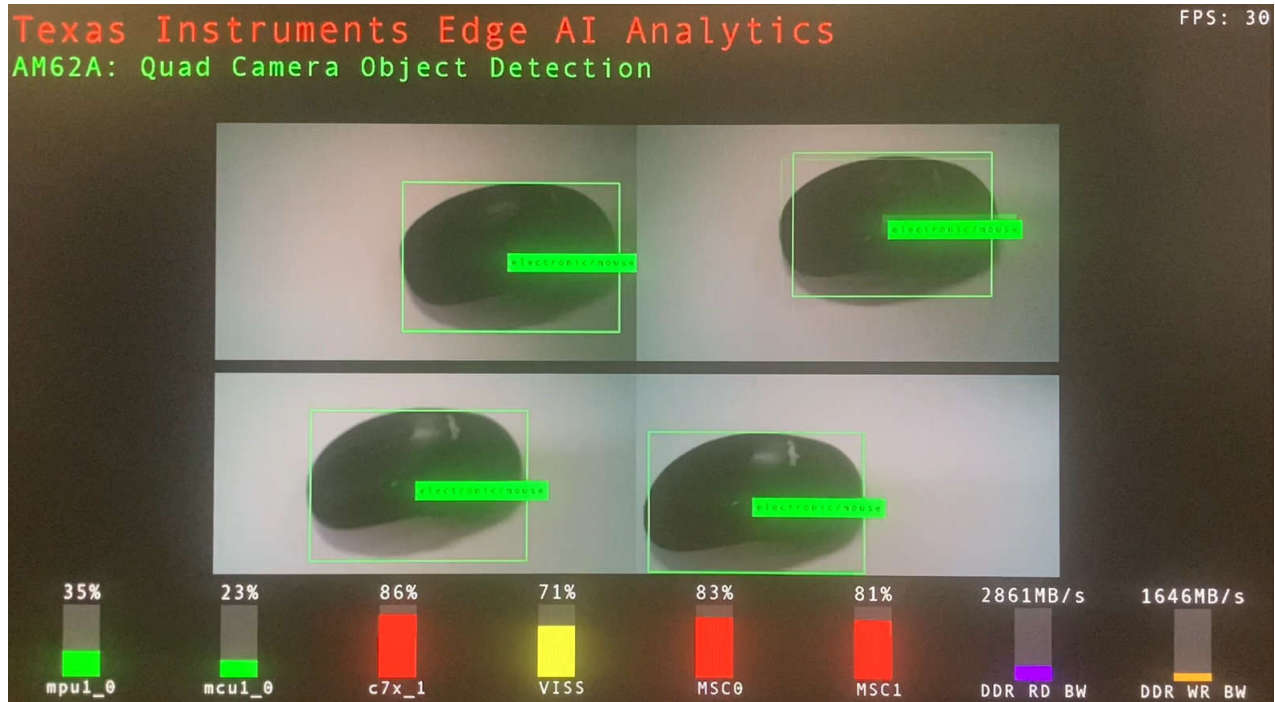 Texas Instruments Edge AI Analytics
FPS: 30
AM62A: Quad Camera Object Detection
electronic/mouse
electronic/mouse
electronic/mouse
electronic/mouse
35%
23%
86%
71%
83%
81%
2861MB/s
1646MB/s
mpu1_0
mcu1_0
c7x_1
VISS
MSC0
MSC1
DDR RD BW
DDR WR BW